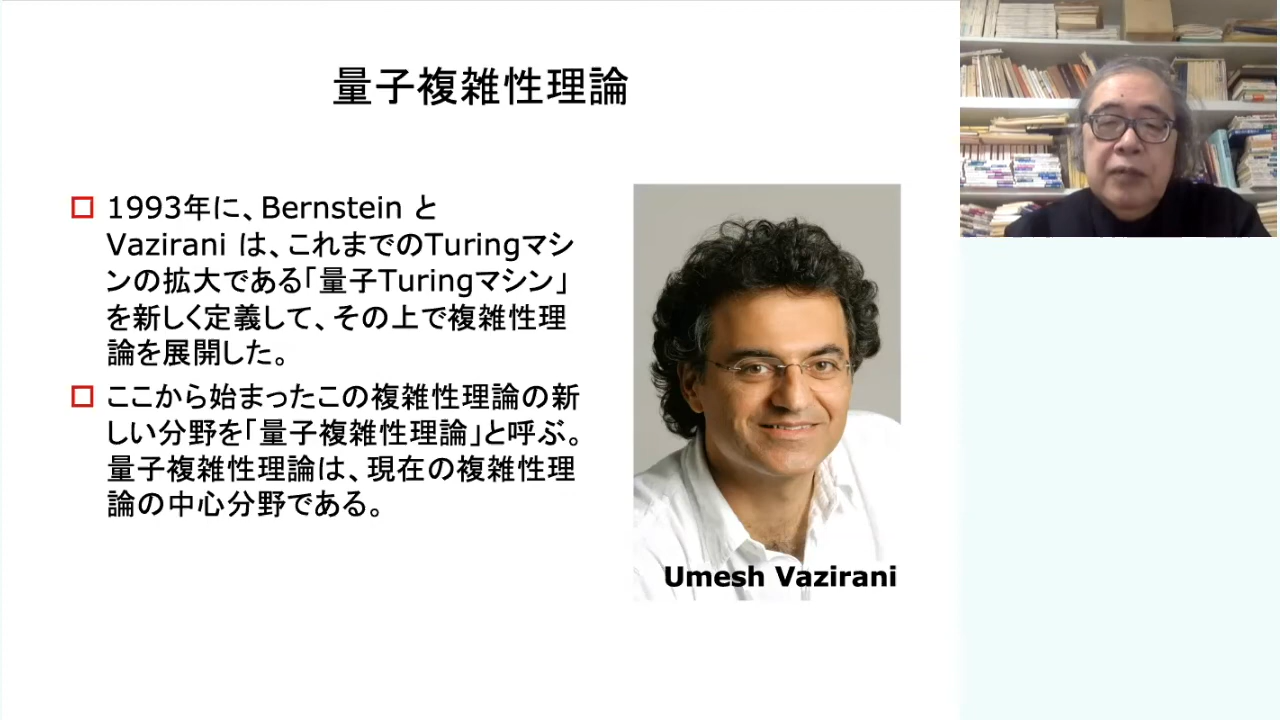 量子複雑性理論
1993年に、Bernstein と
Vazirani は、これまでのTuringマシ
ンの拡大である「量子Turingマシン」
を新しく定義して、その上で複雑性理
論を展開した。
ここから始まったこの複雑性理論の新
しい分野を「量子複雑性理論」と呼ぶ。
量子複雑性理論は、現在の複雑性理
論の中心分野である。
Umesh Vazirani